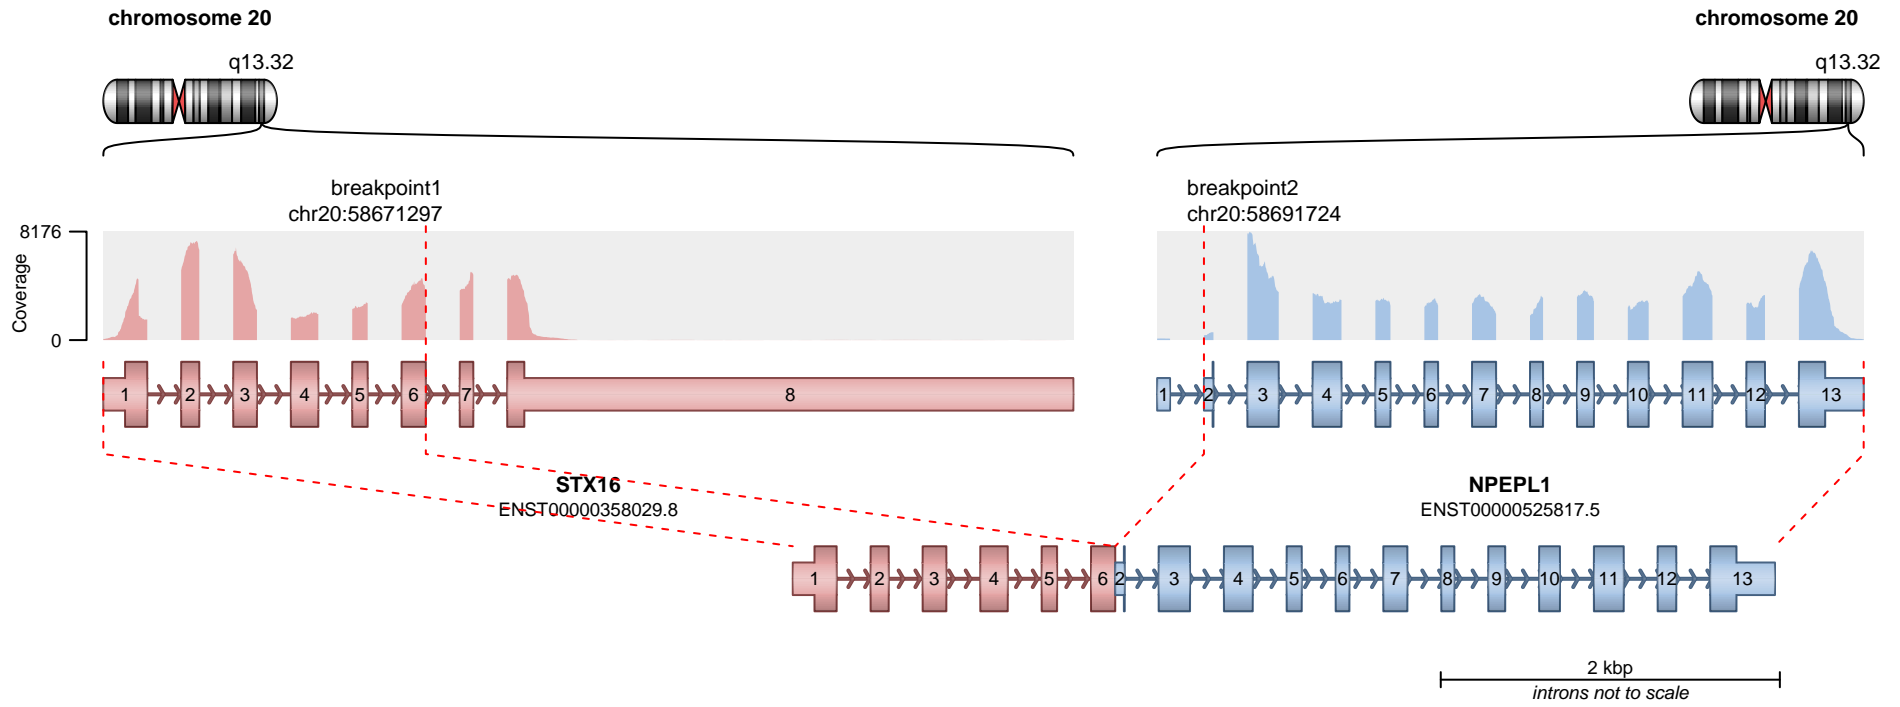 chromosome 20
chromosome 20
q13.32
q13.32
breakpoint1
chr20:58671297
breakpoint2
chr20:58691724
8176
Coverage
0
1 2 3 4 5 6 7 8
1 2 3 4 5 6 7 8 9 10 11 12 13
STX16
ENST00000358029.8
NPEPL1
ENST00000525817.5
1 2 3 4 5 6 2 3 4 5 6 7 8 9 10 11 12 13
2 kbp
introns not to scale